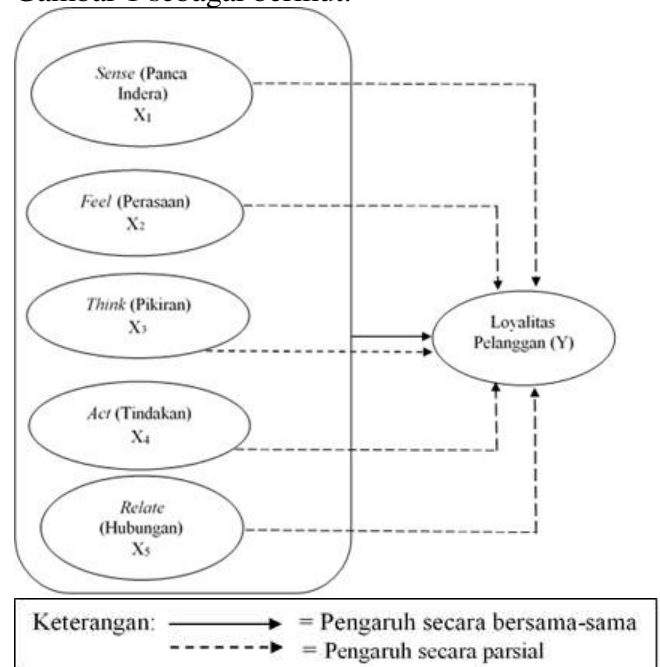 Gambar 1 sebagai berikut:
Sense (Panca
Indera)
X1
Feel (Perasaan)
X2
Think (Pikiran)
X3
Loyalitas
Pelanggan (Y)
Act (Tindakan)
X4
Relate
(Hubungan)
X5
Keterangan: = Pengaruh secara bersama-sama
= Pengaruh secara parsial